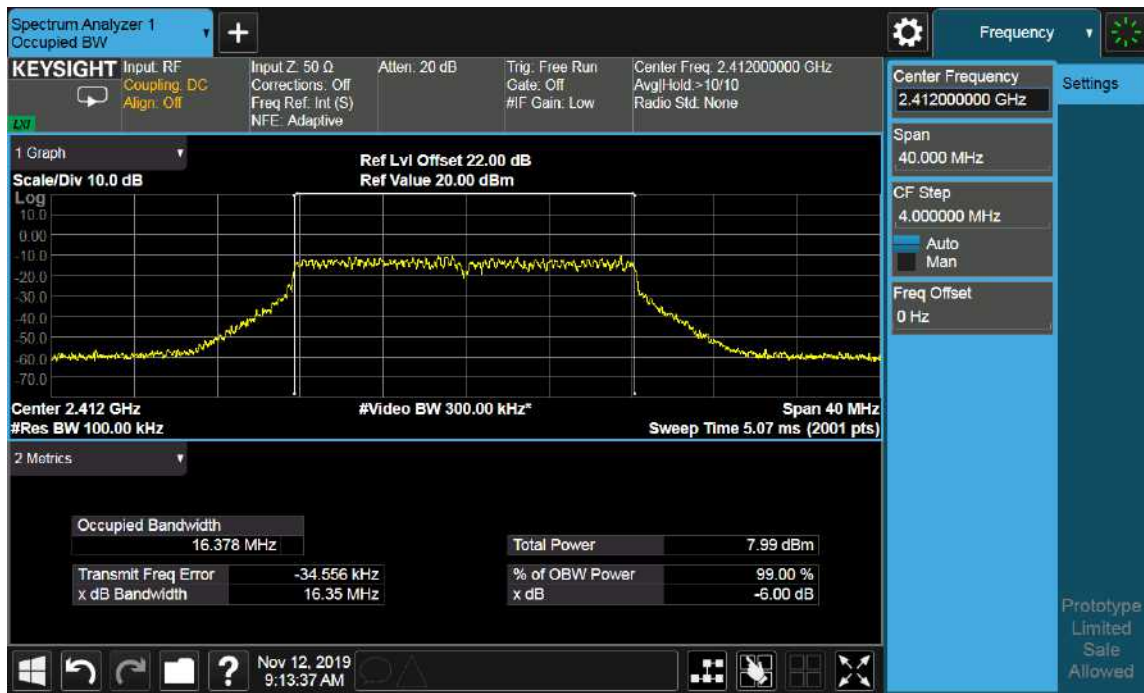 Spectrum Analyzer 1
Occupied BW
+
Frequency
KEYSIGHT
LXI
Input: RF
Coupling: DC
Align: Off
Input Z: 50 Ω
Corrections: Off
Freq Ref: Int (S)
NFE: Adaptive
Atten: 20 dB
Trig: Free Run
Gate: Off
#IF Gain: Low
Center Freq: 2.412000000 GHz
Avg|Hold:>10/10
Radio Std: None
Center Frequency
2.412000000 GHz
Settings
Span
40.000 MHz
CF Step
4.000000 MHz
Auto
Man
Freq Offset
0 Hz
1 Graph
Scale/Div 10.0 dB
Ref Lvl Offset 22.00 dB
Ref Value 20.00 dBm
Log
10.0
0.00
-10.0
-20.0
-30.0
-40.0
-50.0
-60.0
-70.0
Center 2.412 GHz
#Video BW 300.00 kHz*
Span 40 MHz
#Res BW 100.00 kHz
Sweep Time 5.07 ms (2001 pts)
2 Metrics
Occupied Bandwidth
16.378 MHz
Total Power 7.99 dBm
Transmit Freq Error -34.556 kHz
% of OBW Power 99.00 %
x dB Bandwidth 16.35 MHz
x dB -6.00 dB
Prototype
Limited
Sale
Allowed
?
Nov 12, 2019
9:13:37 AM